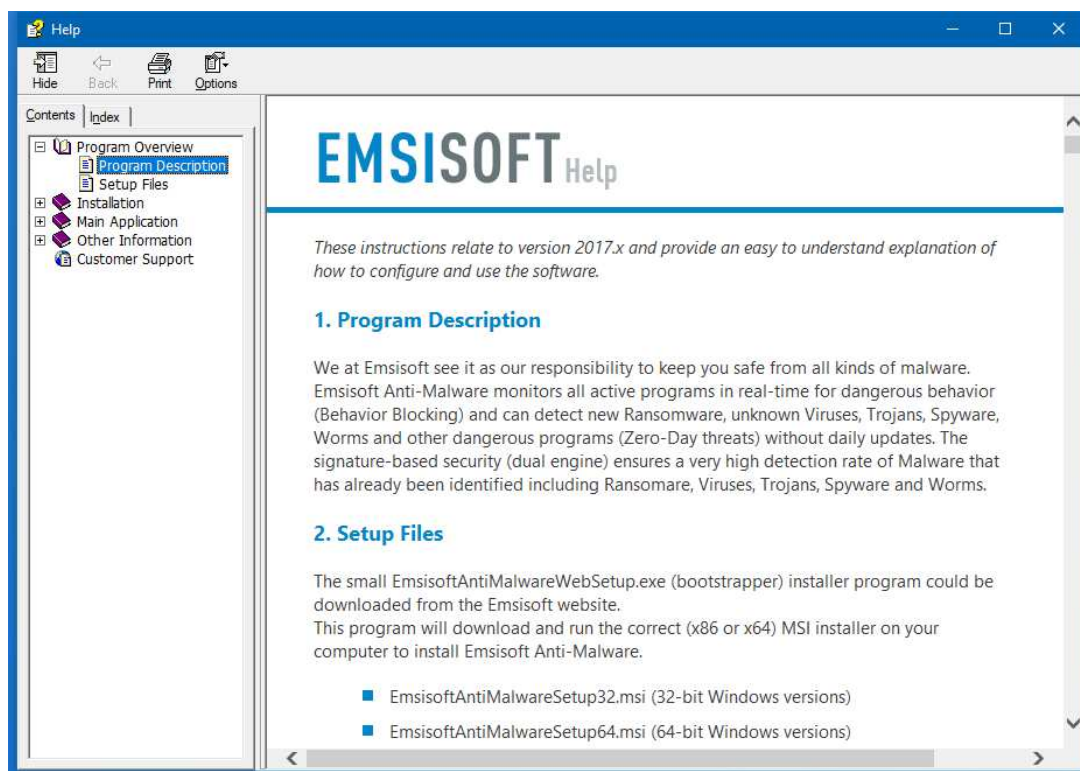 Help
Hide Back Print Options
Contents Index
Program Overview
Program Description
Setup Files
Installation
Main Application
Other Information
Customer Support
EMSISOFT Help
These instructions relate to version 2017.x and provide an easy to understand explanation of
how to configure and use the software.
1. Program Description
We at Emsisoft see it as our responsibility to keep you safe from all kinds of malware.
Emsisoft Anti-Malware monitors all active programs in real-time for dangerous behavior
(Behavior Blocking) and can detect new Ransomware, unknown Viruses, Trojans, Spyware,
Worms and other dangerous programs (Zero-Day threats) without daily updates. The
signature-based security (dual engine) ensures a very high detection rate of Malware that
has already been identified including Ransomare, Viruses, Trojans, Spyware and Worms.
2. Setup Files
The small EmsisoftAntiMalwareWebSetup.exe (bootstrapper) installer program could be
downloaded from the Emsisoft website.
This program will download and run the correct (x86 or x64) MSI installer on your
computer to install Emsisoft Anti-Malware.
EmsisoftAntiMalwareSetup32.msi (32-bit Windows versions)
EmsisoftAntiMalwareSetup64.msi (64-bit Windows versions)